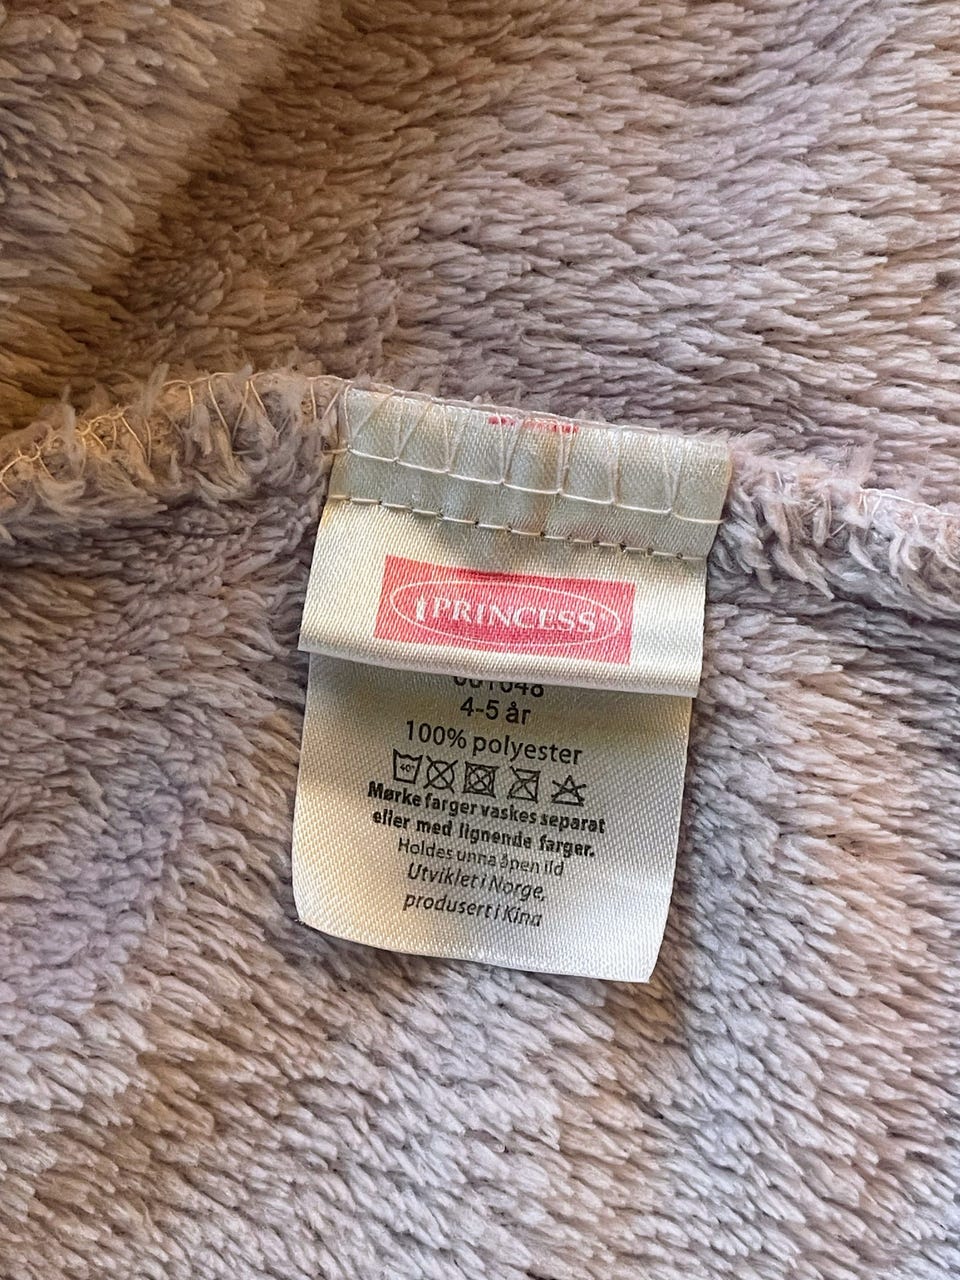 PRINCESS
4-5 år
100% polyester
40°
Mørke farger vaskes separat
eller med lignende farger.
Holdes unna åpen ild
Utviklet i Norge,
produsert i Kina